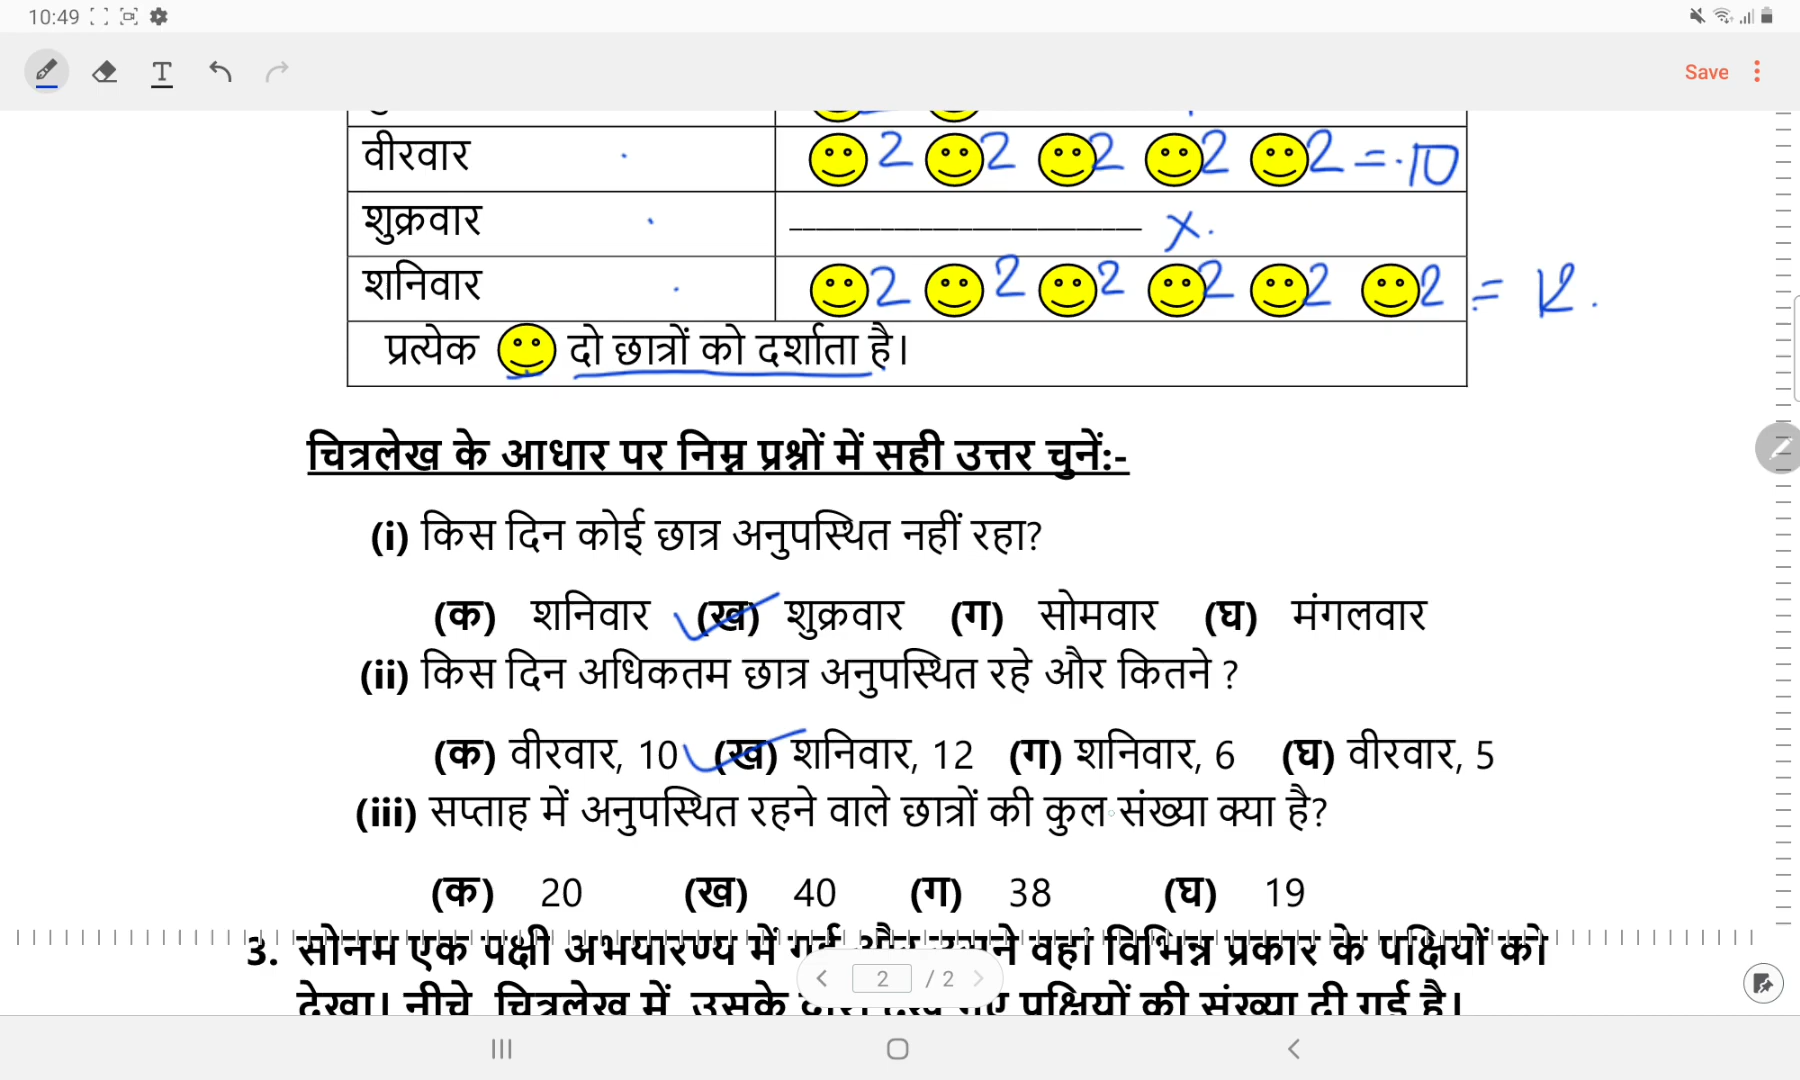 10:49
Save
वीरवार 2 2 2 2 2 = 10
शुक्रवार x
शनिवार 2 2 2 2 2 2 = 12
प्रत्येक दो छात्रों को दर्शाता है।
चित्रलेख के आधार पर निम्न प्रश्नों में सही उत्तर चुनें:-
(i) किस दिन कोई छात्र अनुपस्थित नहीं रहा?
(क) शनिवार (ख) शुक्रवार (ग) सोमवार (घ) मंगलवार
(ii) किस दिन अधिकतम छात्र अनुपस्थित रहे और कितने ?
(क) वीरवार, 10 (ख) शनिवार, 12 (ग) शनिवार, 6 (घ) वीरवार, 5
(iii) सप्ताह में अनुपस्थित रहने वाले छात्रों की कुल संख्या क्या है?
(क) 20 (ख) 40 (ग) 38 (घ) 19
3. सोनम एक पक्षी अभयारण्य में वहां विभिन्न प्रकार के पक्षियों को
देखा। नीचे चित्रलेख में उसके पक्षियों की संख्या दी गई है।
2 / 2